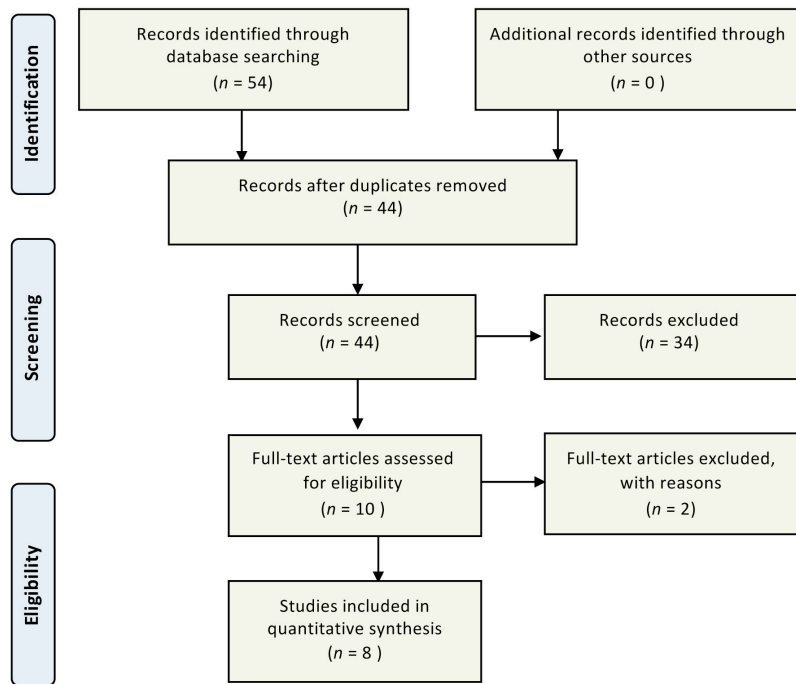 Identification
Records identified through
database searching
(n = 54)
Additional records identified through
other sources
(n = 0 )
Records after duplicates removed
(n = 44)
Screening
Records screened
(n = 44)
Records excluded
(n = 34)
Full-text articles assessed
for eligibility
(n = 10 )
Full-text articles excluded,
with reasons
(n = 2)
Eligibility
Studies included in
quantitative synthesis
(n = 8 )